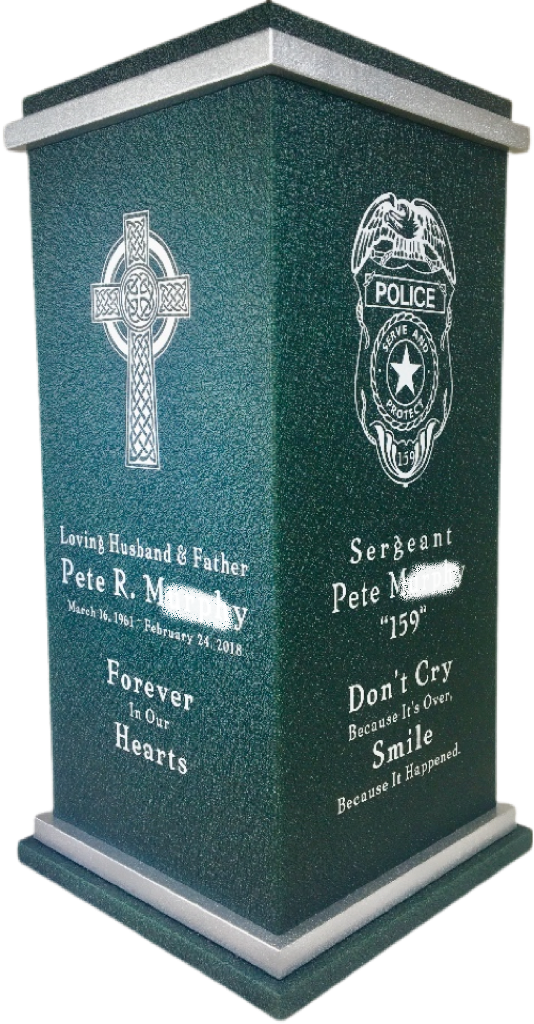 Loving Husband & Father
Pete R.
March 16, 1961 - February 24, 2018
Forever
In Our
Hearts
POLICE
SERVE AND
PROTECT
159
Sergeant
Pete
“159“
Don't Cry
Because It's Over,
Smile
Because It Happened.